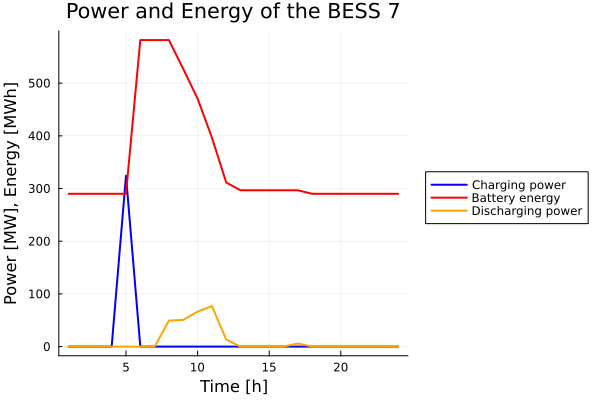 Power and Energy of the BESS 7
Power [MW], Energy [MWh]
500
400
300
200
100
0
5 10 15 20
Time [h]
Charging power
Battery energy
Discharging power